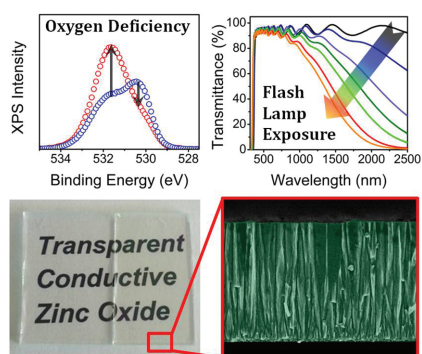 Oxygen Deficiency
XPS Intensity
534
532
530
528
Binding Energy (eV)
100
80
60
40
20
0
Transmittance (%)
Flash
Lamp
Exposure
500
1000
1500
2000
2500
Wavelength (nm)
Transparent
Conductive
Zinc Oxide